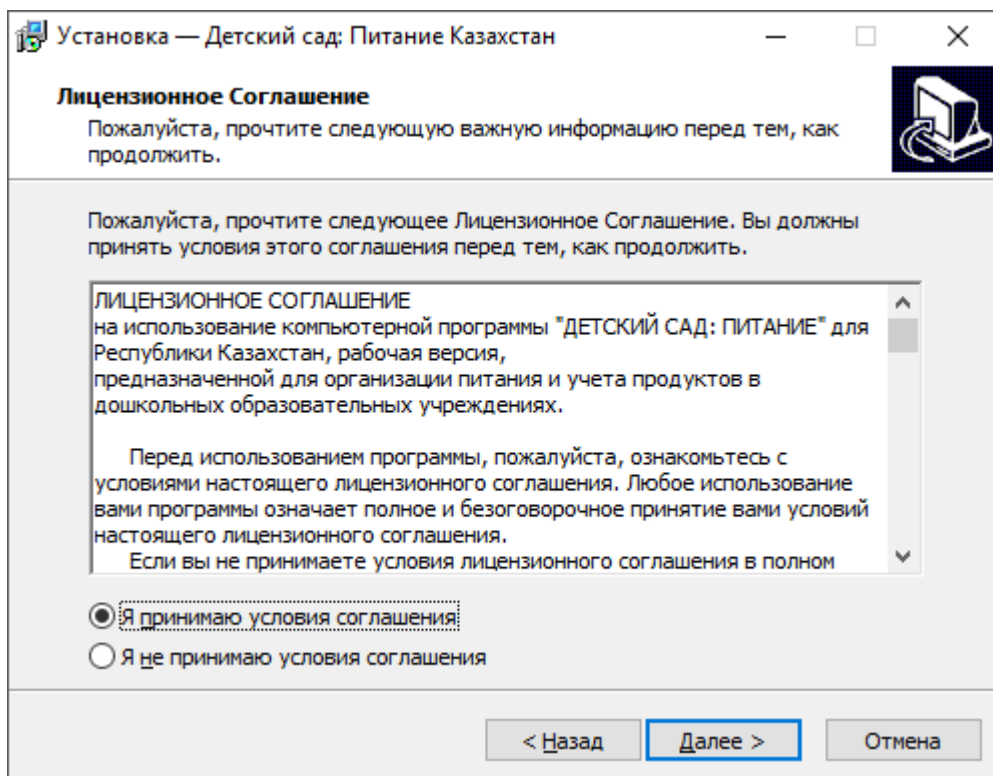 Установка — Детский сад: Питание Казахстан
Лицензионное Соглашение
Пожалуйста, прочтите следующую важную информацию перед тем, как
продолжить.
Пожалуйста, прочтите следующее Лицензионное Соглашение. Вы должны
принять условия этого соглашения перед тем, как продолжить.
ЛИЦЕНЗИОННОЕ СОГЛАШЕНИЕ
на использование компьютерной программы "ДЕТСКИЙ САД: ПИТАНИЕ" для
Республики Казахстан, рабочая версия,
предназначенной для организации питания и учета продуктов в
дошкольных образовательных учреждениях.
Перед использованием программы, пожалуйста, ознакомьтесь с
условиями настоящего лицензионного соглашения. Любое использование
вами программы означает полное и безоговорочное принятие вами условий
настоящего лицензионного соглашения.
Если вы не принимаете условия лицензионного соглашения в полном
Я принимаю условия соглашения
Я не принимаю условия соглашения
< Назад
Далее >
Отмена